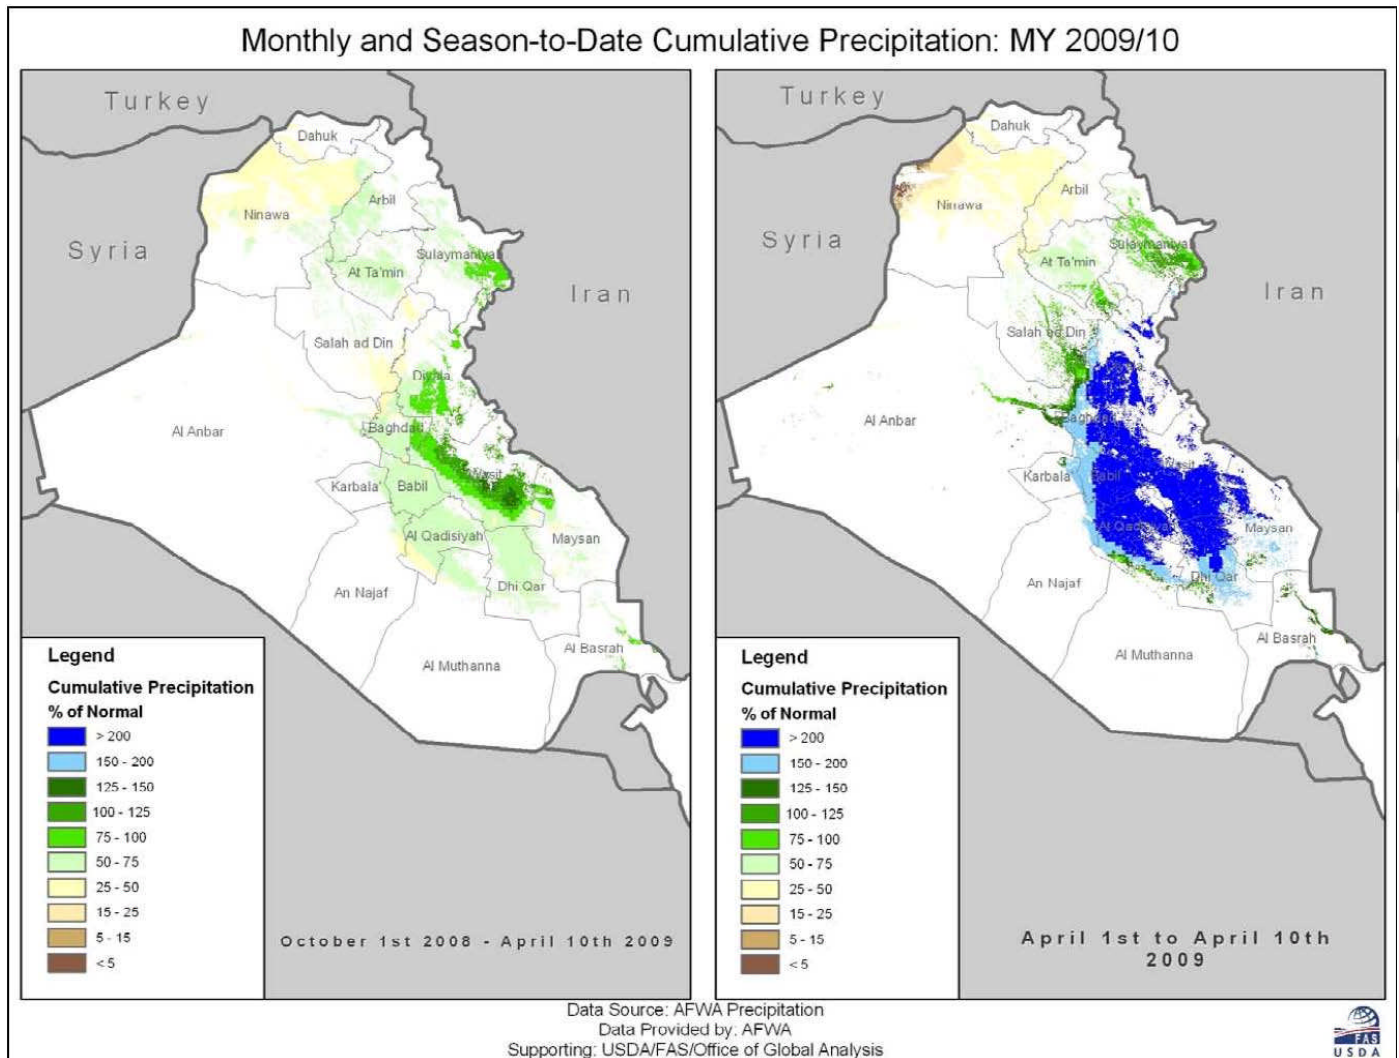 Monthly and Season-to-Date Cumulative Precipitation: MY 2009/10
Turkey
Dahuk
Ninawa
Arbil
Syria
Sulaymaniyah
At Ta'min
Iran
Salah ad Din
Diyala
Al Anbar
Baghdad
Wasit
Karbala'
Babil
Al Qadisiyah
Maysan
An Najaf
Dhi Qar
Al Muthanna
Al Basrah
Legend
Cumulative Precipitation
% of Normal
> 200
150 - 200
125 - 150
100 - 125
75 - 100
50 - 75
25 - 50
15 - 25
5 - 15
< 5
October 1st 2008 - April 10th 2009
Turkey
Dahuk
Ninawa
Arbil
Syria
Sulaymaniyah
At Ta'min
Iran
Salah ad Din
Al Anbar
Baghdad
Wasit
Karbala'
Babil
Al Qadisiyah
Maysan
An Najaf
Dhi Qar
Al Muthanna
Al Basrah
Legend
Cumulative Precipitation
% of Normal
> 200
150 - 200
125 - 150
100 - 125
75 - 100
50 - 75
25 - 50
15 - 25
5 - 15
< 5
April 1st to April 10th
2009
Data Source: AFWA Precipitation
Data Provided by: AFWA
Supporting: USDA/FAS/Office of Global Analysis
FAS
USDA